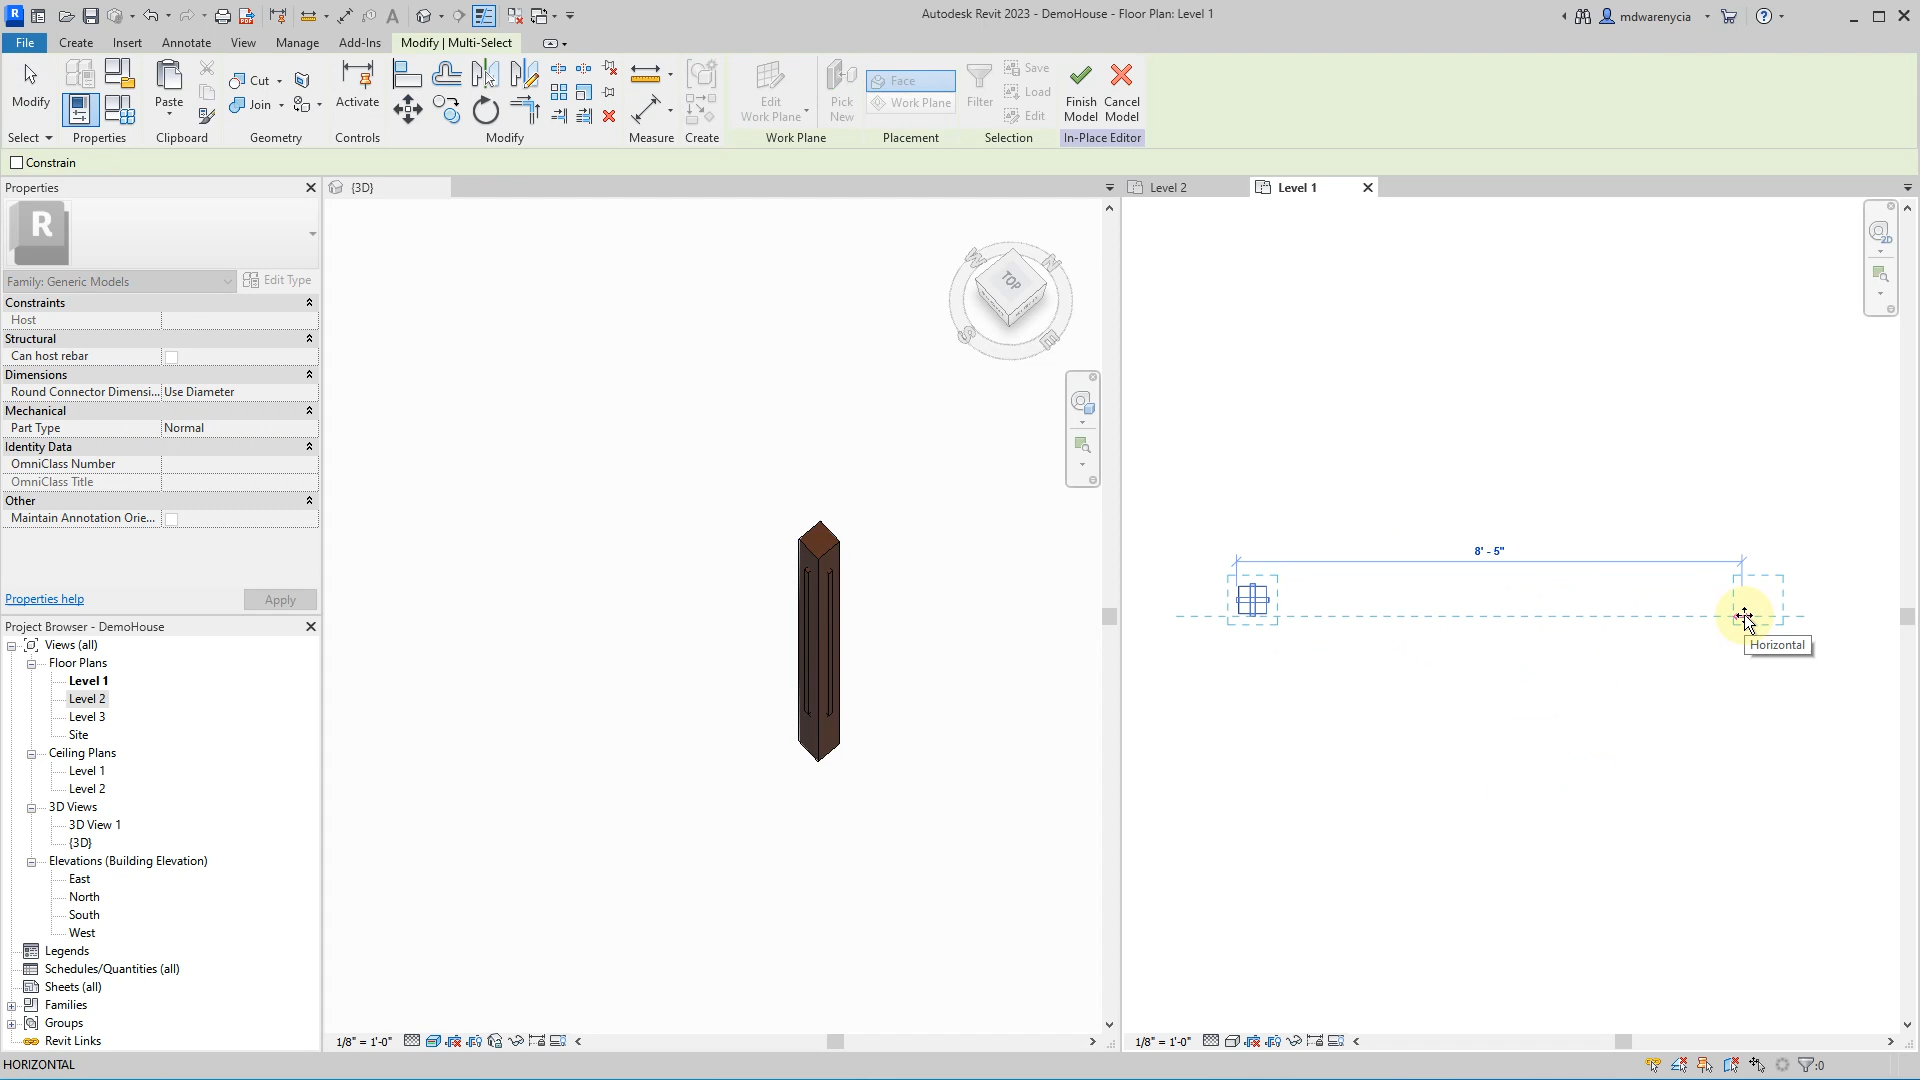 Autodesk Revit 2023 - DemoHouse - Floor Plan: Level 1
mdwarenycia
File
Create
Insert
Annotate
View
Manage
Add-Ins
Modify | Multi-Select
Modify
Select
Properties
Paste
Clipboard
Cut
Join
Geometry
Activate
Controls
Modify
Measure
Create
Edit
Work Plane
Work Plane
Pick
New
Face
Work Plane
Placement
Filter
Save
Load
Edit
Selection
Finish
Model
Cancel
Model
In-Place Editor
Constrain
Properties
R
Family: Generic Models
Edit Type
Constraints
Host
Structural
Can host rebar
Dimensions
Round Connector Dimensi... Use Diameter
Mechanical
Part Type Normal
Identity Data
OmniClass Number
OmniClass Title
Other
Maintain Annotation Orie...
Properties help
Apply
Project Browser - DemoHouse
Views (all)
Floor Plans
Level 1
Level 2
Level 3
Site
Ceiling Plans
Level 1
Level 2
3D Views
3D View 1
{3D}
Elevations (Building Elevation)
East
North
South
West
Legends
Schedules/Quantities (all)
Sheets (all)
Families
Groups
Revit Links
HORIZONTAL
{3D}
W
N
TOP
S
E
1/8" = 1'-0"
Level 2
Level 1
2D
8' - 5"
Horizontal
1/8" = 1'-0"
:0